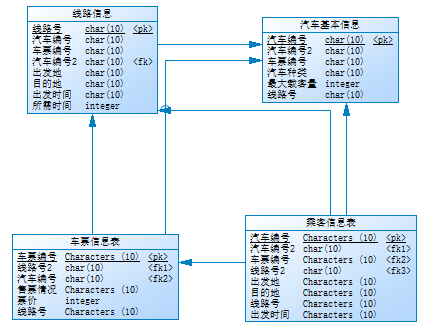 线路信息
线路号 char(10) <pk>
汽车编号 char(10)
车票编号 char(10)
汽车编号2 char(10) <fk>
出发地 char(10)
目的地 char(10)
出发时间 char(10)
所需时间 integer
汽车基本信息
汽车编号 char(10) <pk>
汽车编号2 char(10)
车票编号 char(10)
汽车种类 char(10)
最大载客量 integer
线路号 char(10)
车票信息表
车票编号 Characters (10) <pk>
线路号2 char(10) <fk1>
汽车编号 char(10) <fk2>
售票情况 Characters (10)
票价 integer
线路号 Characters (10)
乘客信息表
汽车编号 Characters (10) <pk>
汽车编号2 char(10) <fk1>
车票编号 Characters (10) <fk2>
线路号2 char(10) <fk3>
出发地 Characters (10)
目的地 Characters (10)
线路号 Characters (10)
出发时间 Characters (10)